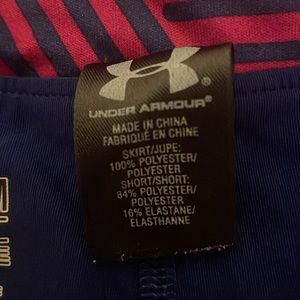 UNDER ARMOUR®
MADE IN CHINA
FABRIQUÉ EN CHINE
SKIRT/JUPE:
100% POLYESTER/
POLYESTER
SHORT/SHORT:
84% POLYESTER/
POLYESTER
16% ELASTANE/
ELASTHANNE